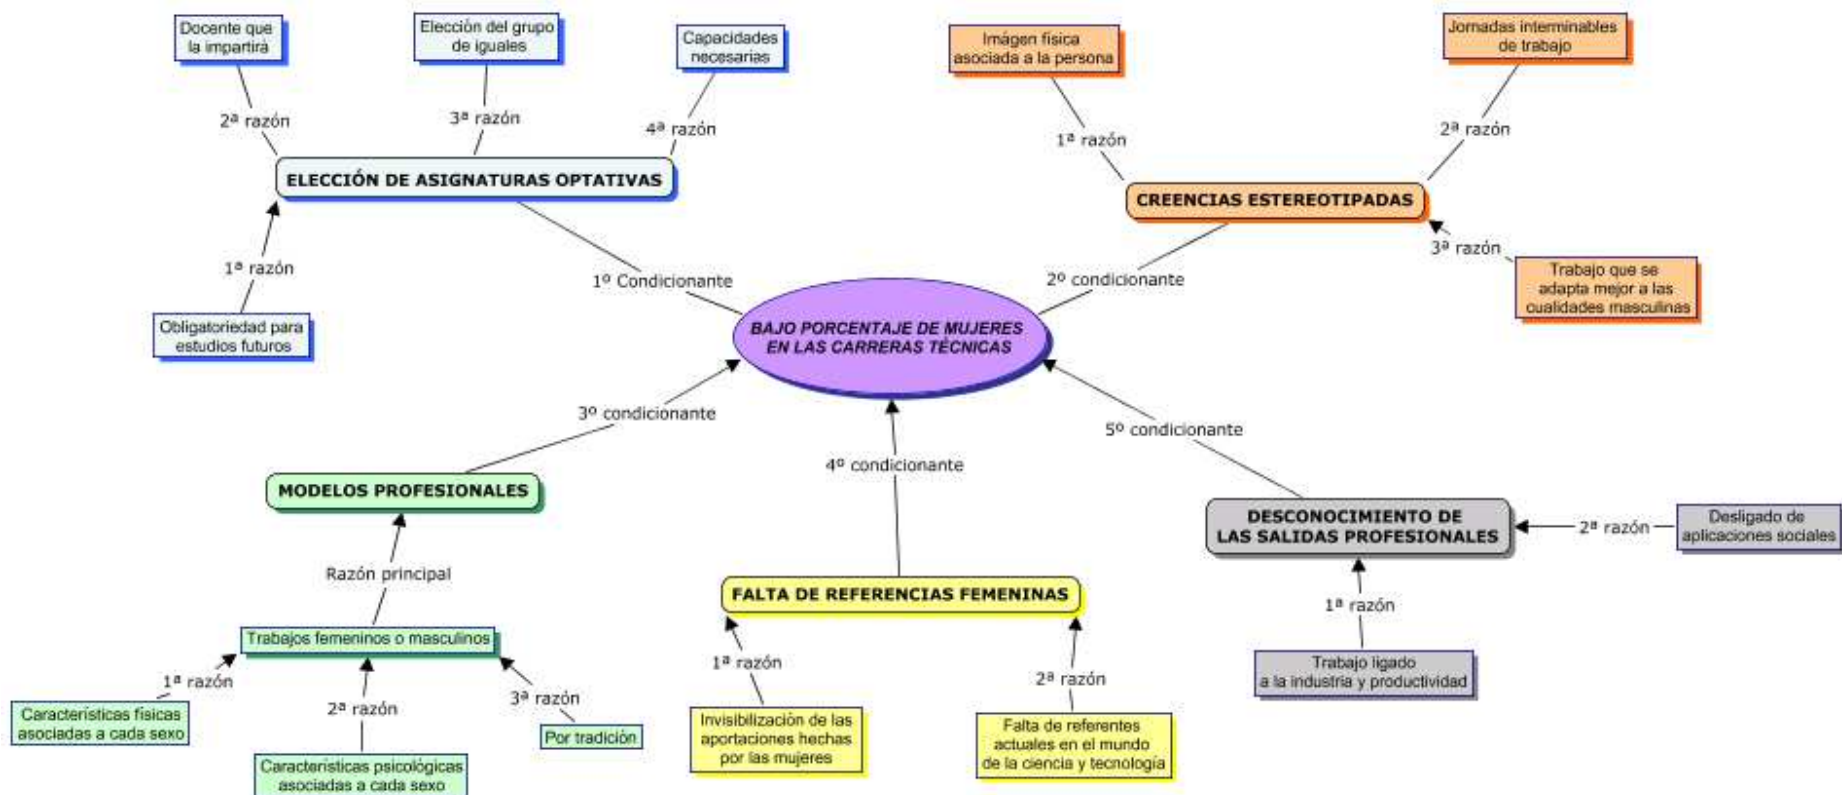 Docente que
la impartirá
Elección del grupo
de iguales
Capacidades
necesarias
2ª razón
3ª razón
4ª razón
ELECCIÓN DE ASIGNATURAS OPTATIVAS
1ª razón
Obligatoriedad para
estudios futuros
1º Condicionante
Imágen física
asociada a la persona
Jornadas interminables
de trabajo
1ª razón
2ª razón
CREENCIAS ESTEREOTIPADAS
3ª razón
Trabajo que se
adapta mejor a las
cualidades masculinas
2º condicionante
BAJO PORCENTAJE DE MUJERES
EN LAS CARRERAS TÉCNICAS
3º condicionante
MODELOS PROFESIONALES
Razón principal
Trabajos femeninos o masculinos
1ª razón
2ª razón
3ª razón
Características físicas
asociadas a cada sexo
Características psicológicas
asociadas a cada sexo
Por tradición
4º condicionante
FALTA DE REFERENCIAS FEMENINAS
1ª razón
2ª razón
Invisibilización de las
aportaciones hechas
por las mujeres
Falta de referentes
actuales en el mundo
de la ciencia y tecnología
5º condicionante
DESCONOCIMIENTO DE
LAS SALIDAS PROFESIONALES
2ª razón
Desligado de
aplicaciones sociales
1ª razón
Trabajo ligado
a la industria y productividad